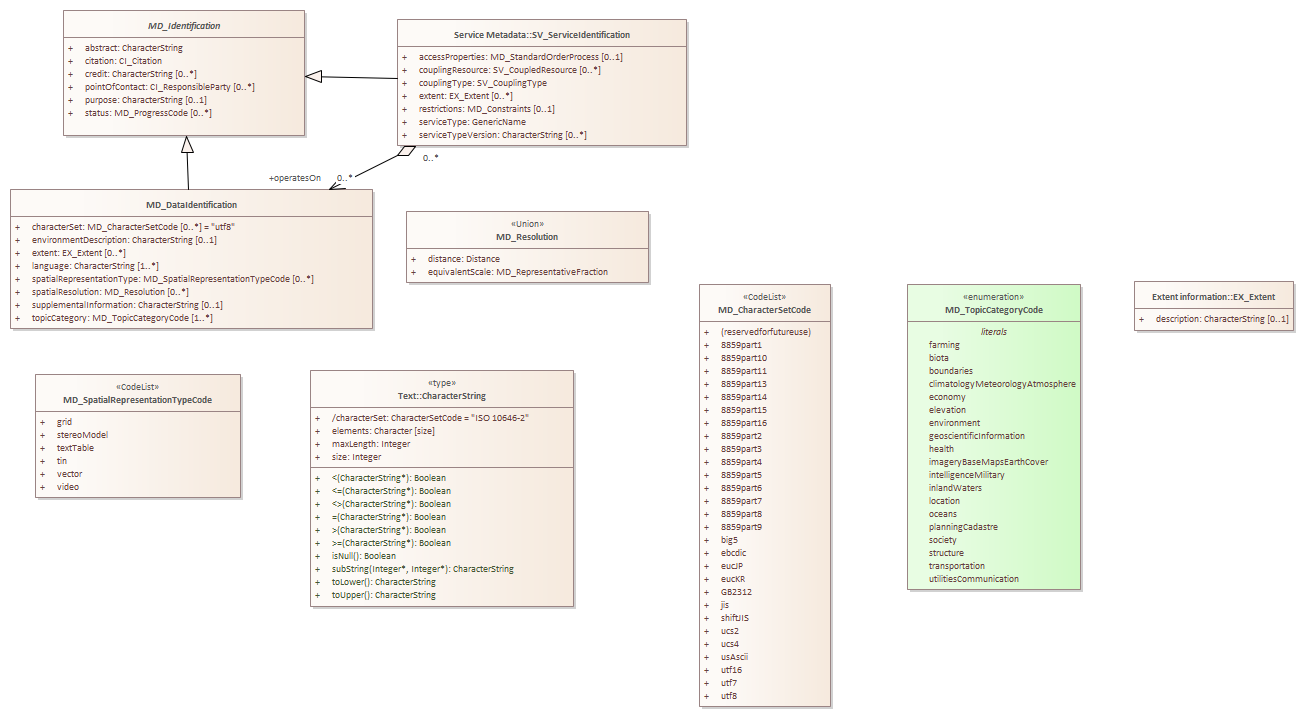 MD_Identification
+ abstract: CharacterString
+ citation: CI_Citation
+ credit: CharacterString [0..*]
+ pointOfContact: CI_ResponsibleParty [0..*]
+ purpose: CharacterString [0..1]
+ status: MD_ProgressCode [0..*]
Service Metadata::SV_ServiceIdentification
+ accessProperties: MD_StandardOrderProcess [0..1]
+ couplingResource: SV_CoupledResource [0..*]
+ couplingType: SV_CouplingType
+ extent: EX_Extent [0..*]
+ restrictions: MD_Constraints [0..1]
+ serviceType: GenericName
+ serviceTypeVersion: CharacterString [0..*]
0..*
+operatesOn 0..*
MD_DataIdentification
+ characterSet: MD_CharacterSetCode [0..*] = "utf8"
+ environmentDescription: CharacterString [0..1]
+ extent: EX_Extent [0..*]
+ language: CharacterString [1..*]
+ spatialRepresentationType: MD_SpatialRepresentationTypeCode [0..*]
+ spatialResolution: MD_Resolution [0..*]
+ supplementalInformation: CharacterString [0..1]
+ topicCategory: MD_TopicCategoryCode [1..*]
«Union»
MD_Resolution
+ distance: Distance
+ equivalentScale: MD_RepresentativeFraction
«CodeList»
MD_CharacterSetCode
+ (reservedforfutureuse)
+ 8859part1
+ 8859part10
+ 8859part11
+ 8859part13
+ 8859part14
+ 8859part15
+ 8859part16
+ 8859part2
+ 8859part3
+ 8859part4
+ 8859part5
+ 8859part6
+ 8859part7
+ 8859part8
+ 8859part9
+ big5
+ ebcdic
+ eucJP
+ eucKR
+ GB2312
+ jis
+ shiftJIS
+ ucs2
+ ucs4
+ usAscii
+ utf16
+ utf7
+ utf8
«enumeration»
MD_TopicCategoryCode
literals
farming
biota
boundaries
climatologyMeteorologyAtmosphere
economy
elevation
environment
geoscientificInformation
health
imageryBaseMapsEarthCover
intelligenceMilitary
inlandWaters
location
oceans
planningCadastre
society
structure
transportation
utilitiesCommunication
Extent information::EX_Extent
+ description: CharacterString [0..1]
«CodeList»
MD_SpatialRepresentationTypeCode
+ grid
+ stereoModel
+ textTable
+ tin
+ vector
+ video
«type»
Text::CharacterString
+ /characterSet: CharacterSetCode = "ISO 10646-2"
+ elements: Character [size]
+ maxLength: Integer
+ size: Integer
+ <(CharacterString*): Boolean
+ <=(CharacterString*): Boolean
+ <>(CharacterString*): Boolean
+ =(CharacterString*): Boolean
+ >(CharacterString*): Boolean
+ >=(CharacterString*): Boolean
+ isNull(): Boolean
+ subString(Integer*, Integer*): CharacterString
+ toLower(): CharacterString
+ toUpper(): CharacterString